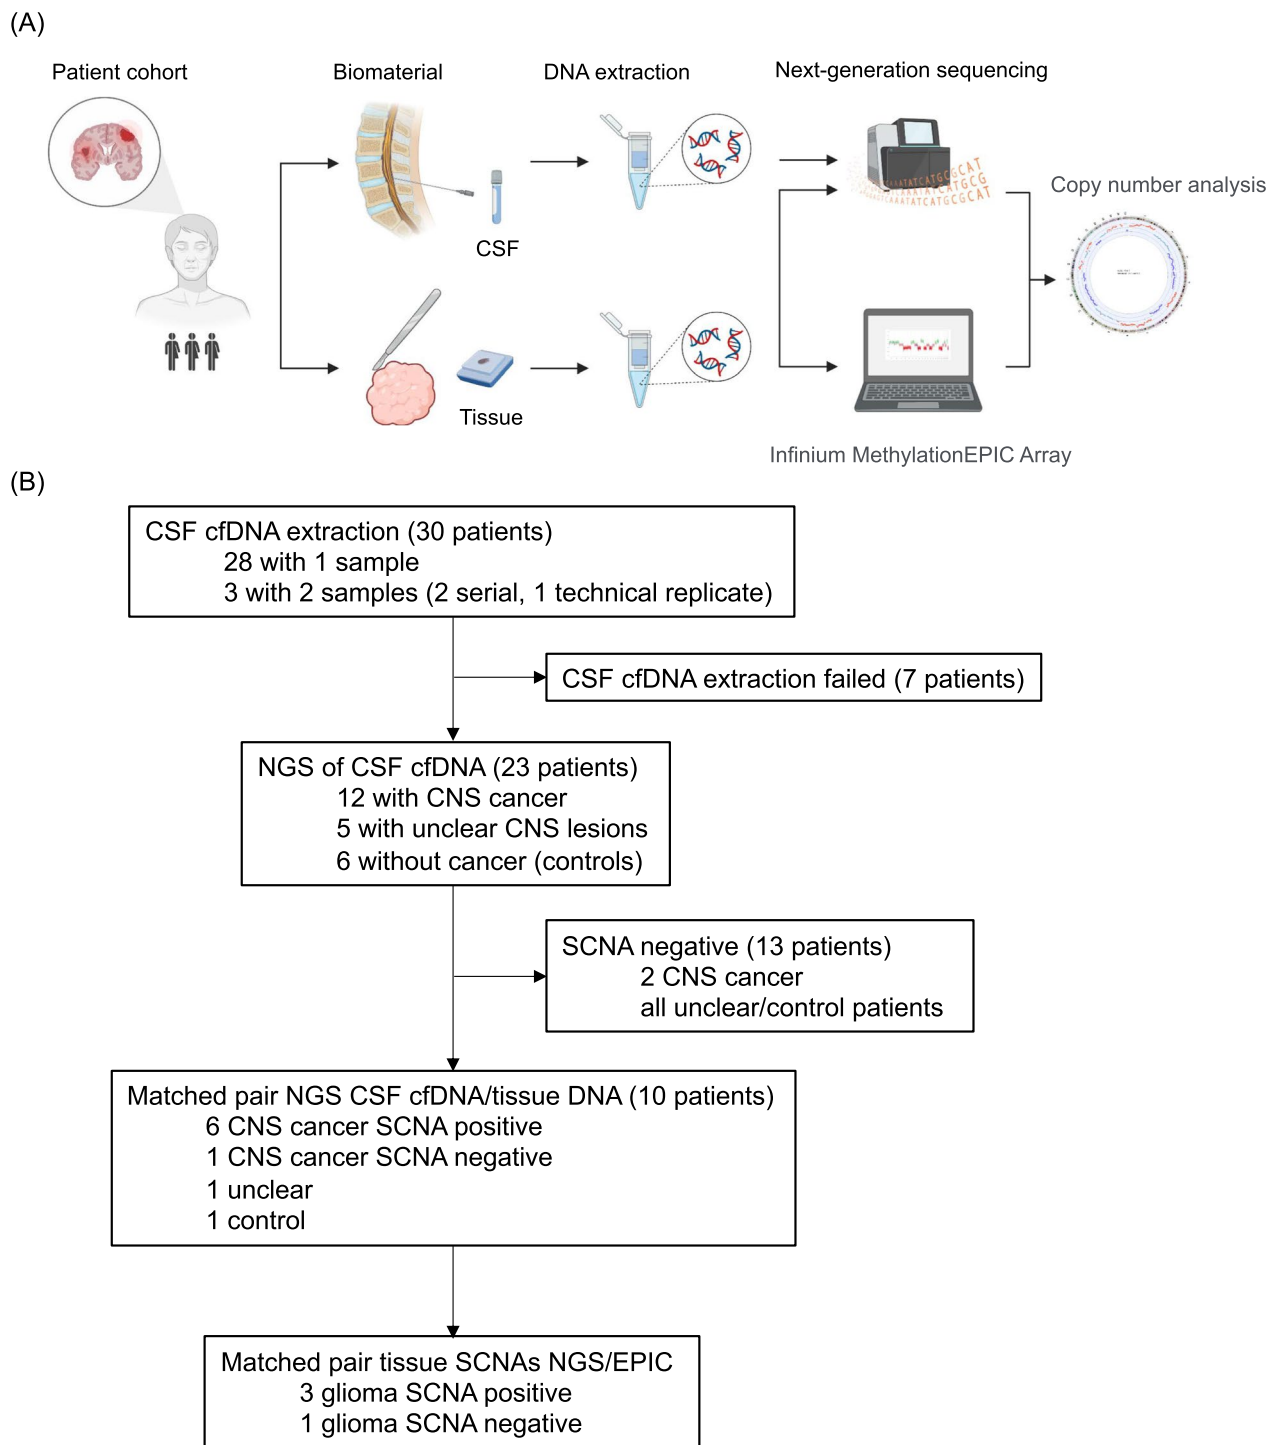 (A)
Patient cohort
Biomaterial
DNA extraction
Next-generation sequencing
Copy number analysis
CSF
Tissue
Infinium MethylationEPIC Array
(B)
CSF cfDNA extraction (30 patients)
28 with 1 sample
3 with 2 samples (2 serial, 1 technical replicate)
CSF cfDNA extraction failed (7 patients)
NGS of CSF cfDNA (23 patients)
12 with CNS cancer
5 with unclear CNS lesions
6 without cancer (controls)
SCNA negative (13 patients)
2 CNS cancer
all unclear/control patients
Matched pair NGS CSF cfDNA/tissue DNA (10 patients)
6 CNS cancer SCNA positive
1 CNS cancer SCNA negative
1 unclear
1 control
Matched pair tissue SCNAs NGS/EPIC
3 glioma SCNA positive
1 glioma SCNA negative